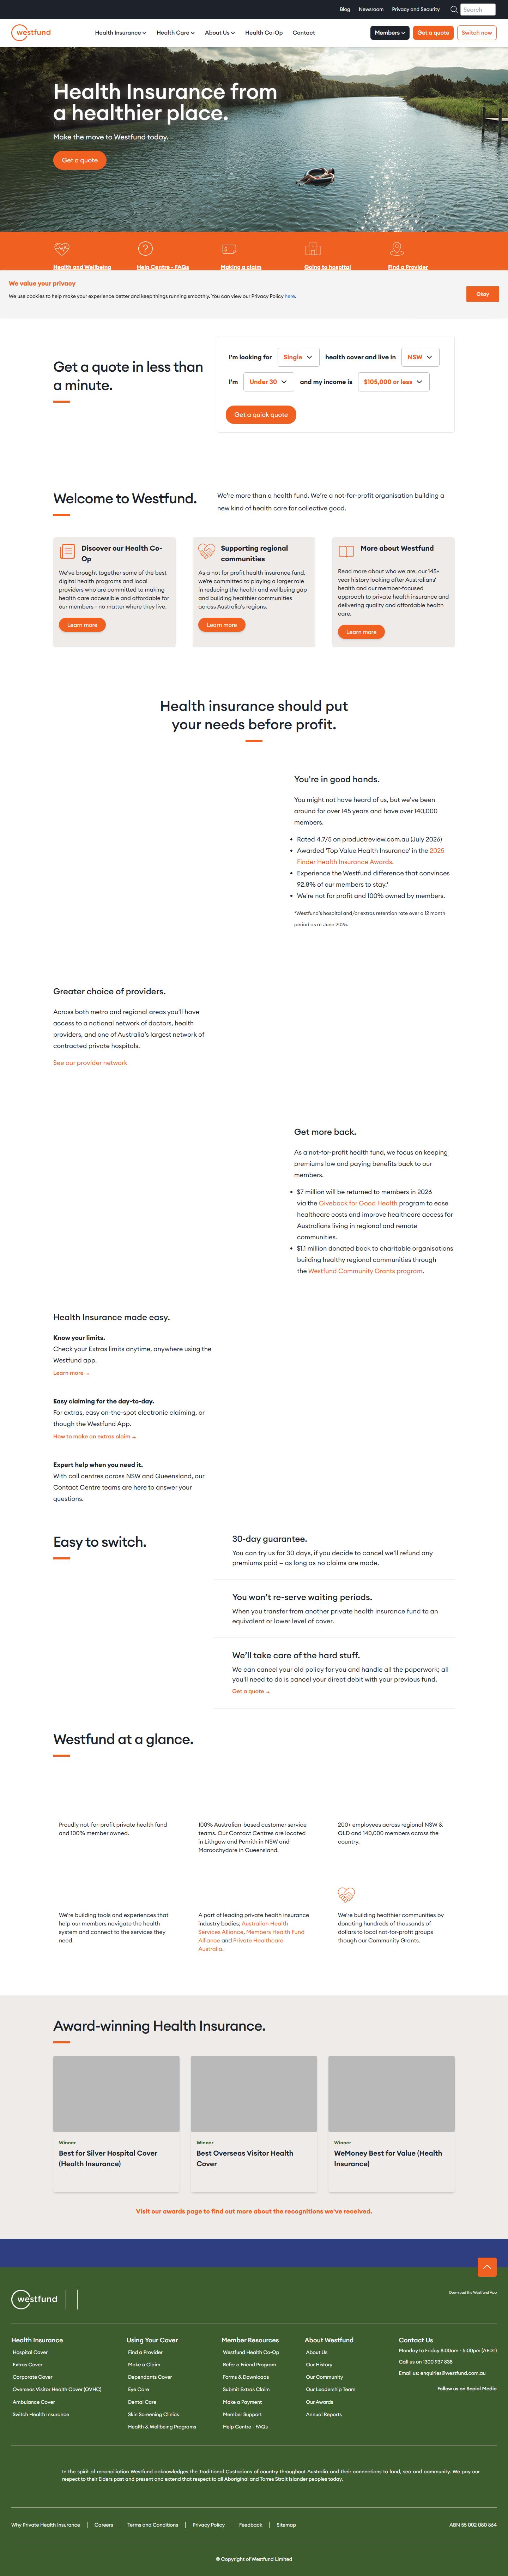 Blog Newsroom Privacy and Security Search
westfund Health Insurance Health Care About Us Health Co-Op Contact Members Get a quote Switch now
Health Insurance from
a healthier place.
Make the move to Westfund today.
Get a quote
Health and Wellbeing Help Centre - FAQs Making a claim Going to hospital Find a Provider
We value your privacy
We use cookies to help make your experience better and keep things running smoothly. You can view our Privacy Policy here.
Okay
Get a quote in less than
a minute.
I'm looking for Single health cover and live in NSW
I'm Under 30 and my income is $105,000 or less
Get a quick quote
Welcome to Westfund.
We're more than a health fund. We're a not-for-profit organisation building a
new kind of health care for collective good.
Discover our Health Co-
Op
We've brought together some of the best
digital health programs and local
providers who are committed to making
health care accessible and affordable for
our members - no matter where they live.
Learn more
Supporting regional
communities
As a not for profit health insurance fund,
we're committed to playing a larger role
in reducing the health and wellbeing gap
and building healthier communities
across Australia's regions.
Learn more
More about Westfund
Read more about who we are, our 145+
year history looking after Australians'
health and our member-focused
approach to private health insurance and
delivering quality and affordable health
care.
Learn more
Health insurance should put
your needs before profit.
You're in good hands.
You might not have heard of us, but we've been
around for over 145 years and have over 140,000
members.
• Rated 4.7/5 on productreview.com.au (July 2026)
• Awarded 'Top Value Health Insurance' in the 2025
Finder Health Insurance Awards.
• Experience the Westfund difference that convinces
92.8% of our members to stay.*
• We're not for profit and 100% owned by members.
*Westfund's hospital and/or extras retention rate over a 12 month
period as at June 2025.
Greater choice of providers.
Across both metro and regional areas you'll have
access to a national network of doctors, health
providers, and one of Australia's largest network of
contracted private hospitals.
See our provider network
Get more back.
As a not-for-profit health fund, we focus on keeping
premiums low and paying benefits back to our
members.
• $7 million will be returned to members in 2026
via the Giveback for Good Health program to ease
healthcare costs and improve healthcare access for
Australians living in regional and remote
communities.
• $1.1 million donated back to charitable organisations
building healthy regional communities through
the Westfund Community Grants program.
Health Insurance made easy.
Know your limits.
Check your Extras limits anytime, anywhere using the
Westfund app.
Learn more →
Easy claiming for the day-to-day.
For extras, easy on-the-spot electronic claiming, or
though the Westfund App.
How to make an extras claim →
Expert help when you need it.
With call centres across NSW and Queensland, our
Contact Centre teams are here to answer your
questions.
Easy to switch.
30-day guarantee.
You can try us for 30 days, if you decide to cancel we'll refund any
premiums paid – as long as no claims are made.
You won't re-serve waiting periods.
When you transfer from another private health insurance fund to an
equivalent or lower level of cover.
We'll take care of the hard stuff.
We can cancel your old policy for you and handle all the paperwork; all
you'll need to do is cancel your direct debit with your previous fund.
Get a quote →
Westfund at a glance.
Proudly not-for-profit private health fund
and 100% member owned.
100% Australian-based customer service
teams. Our Contact Centres are located
in Lithgow and Penrith in NSW and
Maroochydore in Queensland.
200+ employees across regional NSW &
QLD and 140,000 members across the
country.
We're building tools and experiences that
help our members navigate the health
system and connect to the services they
need.
A part of leading private health insurance
industry bodies; Australian Health
Services Alliance, Members Health Fund
Alliance and Private Healthcare
Australia.
We're building healthier communities by
donating hundreds of thousands of
dollars to local not-for-profit groups
though our Community Grants.
Award-winning Health Insurance.
Winner
Best for Silver Hospital Cover
(Health Insurance)
Winner
Best Overseas Visitor Health
Cover
Winner
WeMoney Best for Value (Health
Insurance)
Visit our awards page to find out more about the recognitions we've received.
westfund
Download the Westfund App
Health Insurance
Hospital Cover
Extras Cover
Corporate Cover
Overseas Visitor Health Cover (OVHC)
Ambulance Cover
Switch Health Insurance
Using Your Cover
Find a Provider
Make a Claim
Dependants Cover
Eye Care
Dental Care
Skin Screening Clinics
Health & Wellbeing Programs
Member Resources
Westfund Health Co-Op
Refer a Friend Program
Forms & Downloads
Submit Extras Claim
Make a Payment
Member Support
Help Centre - FAQs
About Westfund
About Us
Our History
Our Community
Our Leadership Team
Our Awards
Annual Reports
Contact Us
Monday to Friday 8:00am - 5:00pm (AEDT)
Call us on 1300 937 838
Email us: enquiries@westfund.com.au
Follow us on Social Media
In the spirit of reconciliation Westfund acknowledges the Traditional Custodians of country throughout Australia and their connections to land, sea and community. We pay our
respect to their Elders past and present and extend that respect to all Aboriginal and Torres Strait Islander peoples today.
Why Private Health Insurance | Careers | Terms and Conditions | Privacy Policy | Feedback | Sitemap ABN 55 002 080 864
© Copyright of Westfund Limited